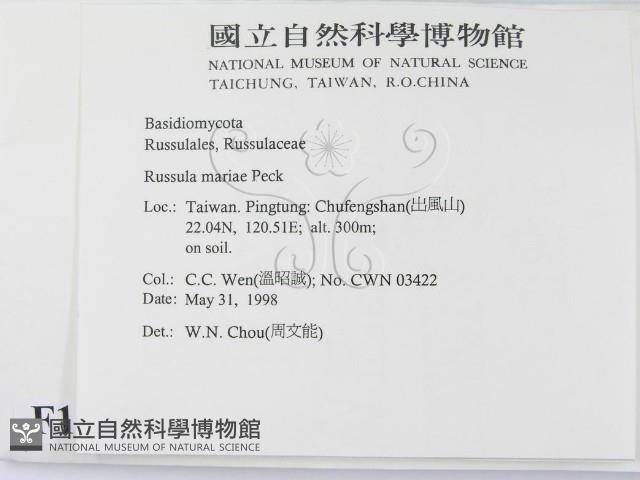 國立自然科學博物館
NATIONAL MUSEUM OF NATURAL SCIENCE
TAICHUNG, TAIWAN, R.O.CHINA
Basidiomycota
Russulales, Russulaceae
Russula mariae Peck
Loc.: Taiwan. Pingtung: Chufengshan(出風山)
22.04N, 120.51E; alt. 300m;
on soil.
Col.: C.C. Wen(溫昭誠); No. CWN 03422
Date: May 31, 1998
Det.: W.N. Chou(周文能)
F1
國立自然科學博物館
NATIONAL MUSEUM OF NATURAL SCIENCE